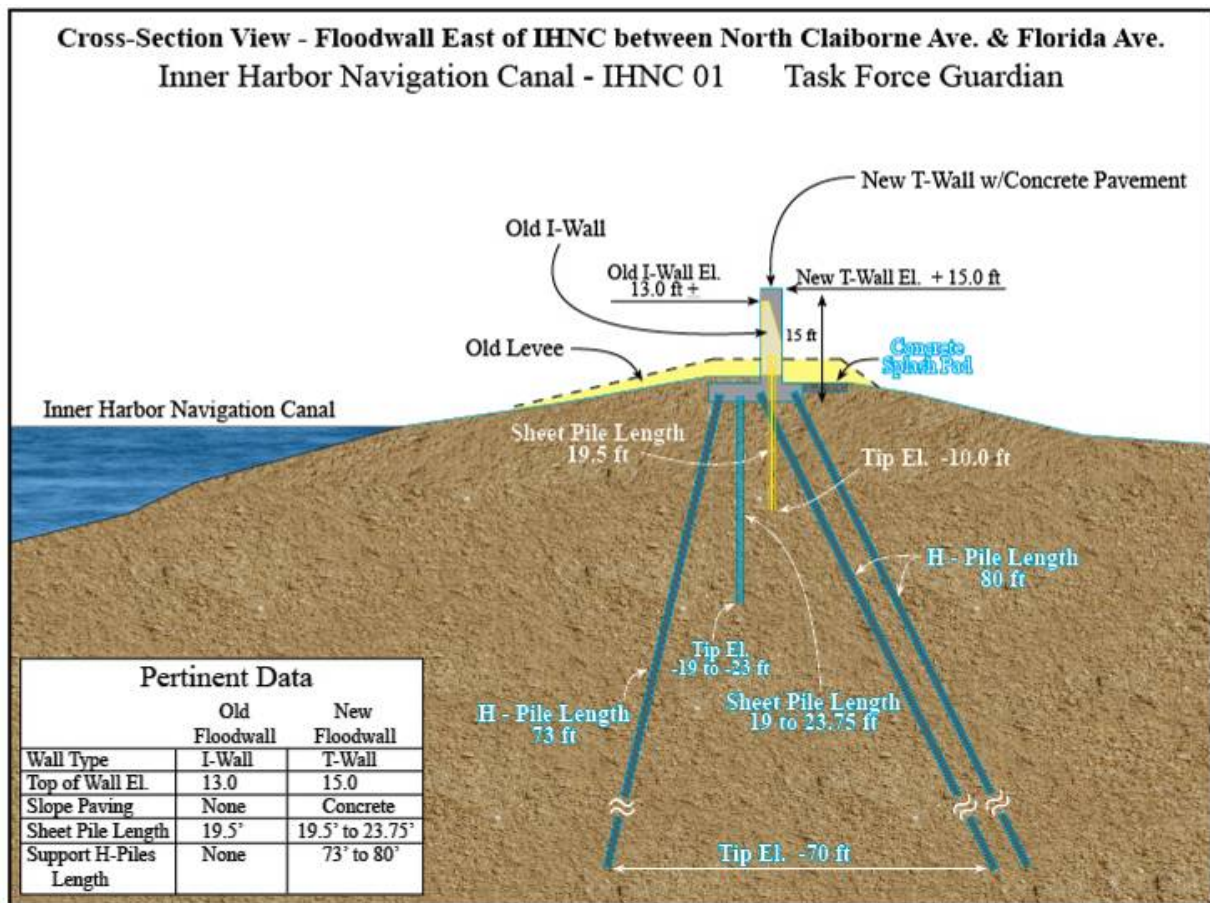 Cross-Section View - Floodwall East of IHNC between North Claiborne Ave. & Florida Ave.
Inner Harbor Navigation Canal - IHNC 01 Task Force Guardian
New T-Wall w/Concrete Pavement
Old I-Wall
Old I-Wall El.
13.0 ft ±
New T-Wall El. + 15.0 ft
15 ft
Old Levee
Concrete
Splash Pad
Inner Harbor Navigation Canal
Sheet Pile Length
19.5 ft
Tip El. -10.0 ft
H - Pile Length
80 ft
Tip El.
-19 to -23 ft
Sheet Pile Length
19 to 23.75 ft
H - Pile Length
73 ft
Tip El. -70 ft
Pertinent Data
Old Floodwall New Floodwall
Wall Type I-Wall T-Wall
Top of Wall El. 13.0 15.0
Slope Paving None Concrete
Sheet Pile Length 19.5' 19.5' to 23.75'
Support H-Piles None 73' to 80'
Length